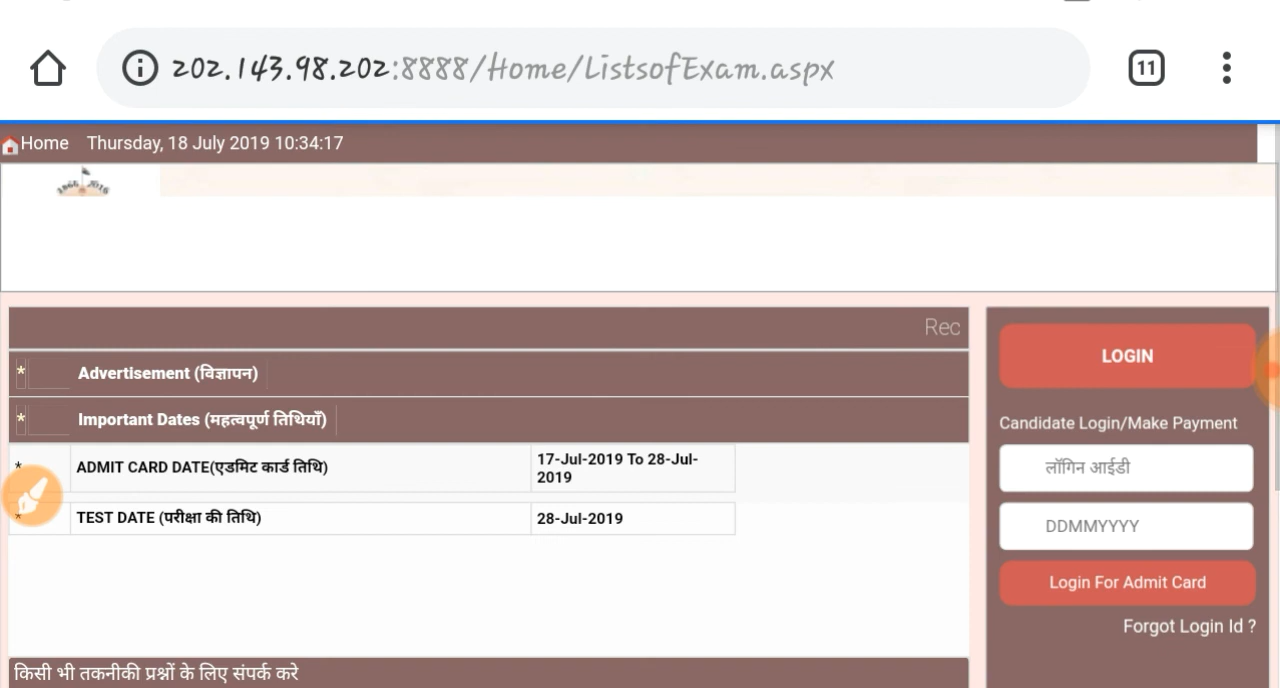 202.143.98.202:8888/Home/ListsofExam.aspx
11
Home Thursday, 18 July 2019 10:34:17
Rec
* Advertisement (विज्ञापन)
* Important Dates (महत्वपूर्ण तिथियाँ)
* ADMIT CARD DATE(एडमिट कार्ड तिथि)
17-Jul-2019 To 28-Jul-
2019
* TEST DATE (परीक्षा की तिथि)
28-Jul-2019
किसी भी तकनीकी प्रश्नों के लिए संपर्क करे
LOGIN
Candidate Login/Make Payment
लॉगिन आईडी
DDMMYYYY
Login For Admit Card
Forgot Login Id ?